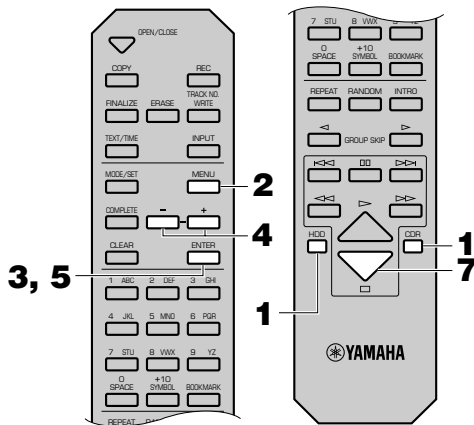 OPEN/CLOSE
COPY REC
FINALIZE ERASE TRACK NO. WRITE
TEXT/TIME INPUT
MODE/SET MENU
2
COMPLETE – +
4
CLEAR ENTER
3, 5
1 ABC 2 DEF 3 GHI
4 JKL 5 MNO 6 PQR
7 STU 8 VWX 9 YZ
0 SPACE +10 SYMBOL BOOKMARK
REPEAT
7 STU 8 VWX
0 SPACE +10 SYMBOL BOOKMARK
REPEAT RANDOM INTRO
GROUP SKIP
HDD CDR
1
1
7
YAMAHA